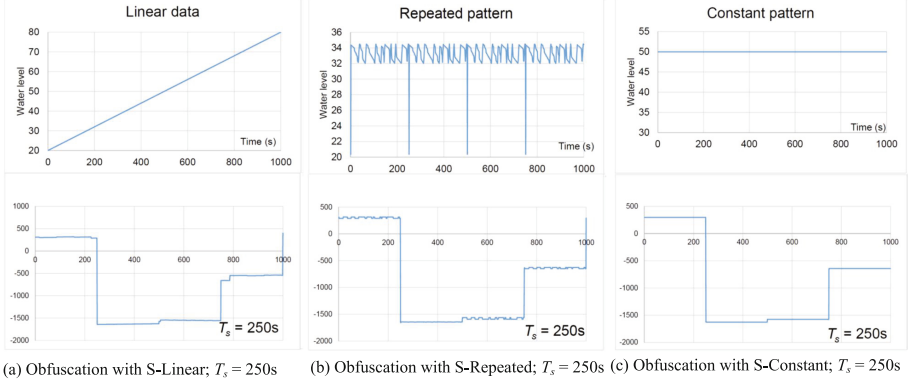 Linear data
80
70
60
50
40
30
20
Water level
Time (s)
0 200 400 600 800 1000
Repeated pattern
36
34
32
30
28
26
24
22
20
Water level
Time (s)
0 200 400 600 800 1000
Constant pattern
55
50
45
40
35
30
Water level
Time (s)
0 200 400 600 800 1000
1000
500
0
-500
-1000
-1500
-2000
0 200 400 600 800 1000
Ts = 250s
500
0
-500
-1000
-1500
-2000
0 200 400 600 800 1000
Ts = 250s
500
0
-500
-1000
-1500
-2000
0 200 400 600 800 1000
Ts = 250s
(a) Obfuscation with S-Linear; Ts = 250s
(b) Obfuscation with S-Repeated; Ts = 250s
(c) Obfuscation with S-Constant; Ts = 250s